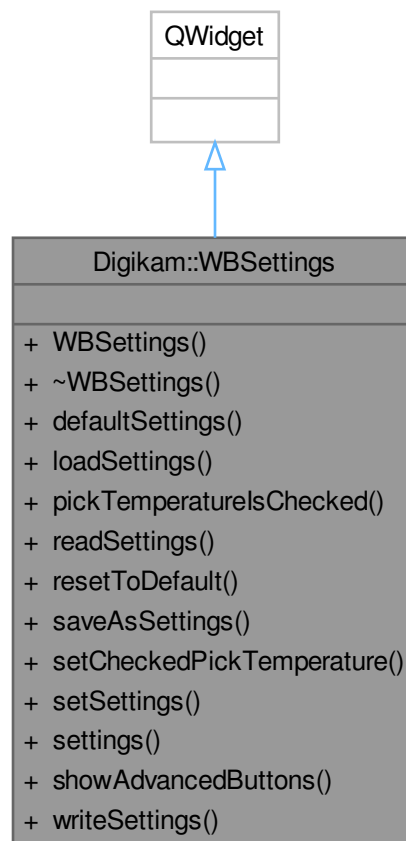 QWidget
Digikam::WBSettings
+ WBSettings()
+ ~WBSettings()
+ defaultSettings()
+ loadSettings()
+ pickTemperatureIsChecked()
+ readSettings()
+ resetToDefault()
+ saveAsSettings()
+ setCheckedPickTemperature()
+ setSettings()
+ settings()
+ showAdvancedButtons()
+ writeSettings()